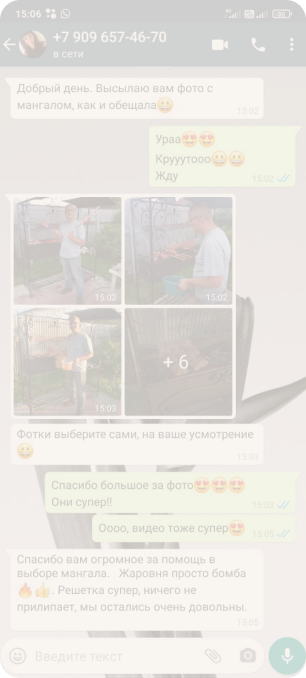 15:06
+7 909 657-46-70
в сети
Добрый день. Высылаю вам фото с
мангалом, как и обещала😀
15:02
Ураа😍😍
Крууутооо😀😀
Жду
15:02
15:03
15:02
15:03
+ 6
Фотки выберите сами, на ваше усмотрение
😀
15:03
Спасибо большое за фото😍😍😍
Они супер!!
15:03
Оооо, видео тоже супер😍
15:05
Спасибо вам огромное за помощь в
выборе мангала. Жаровня просто бомба
🔥👍. Решетка супер, ничего не
прилипает, мы остались очень довольны.
15:05
Введите текст